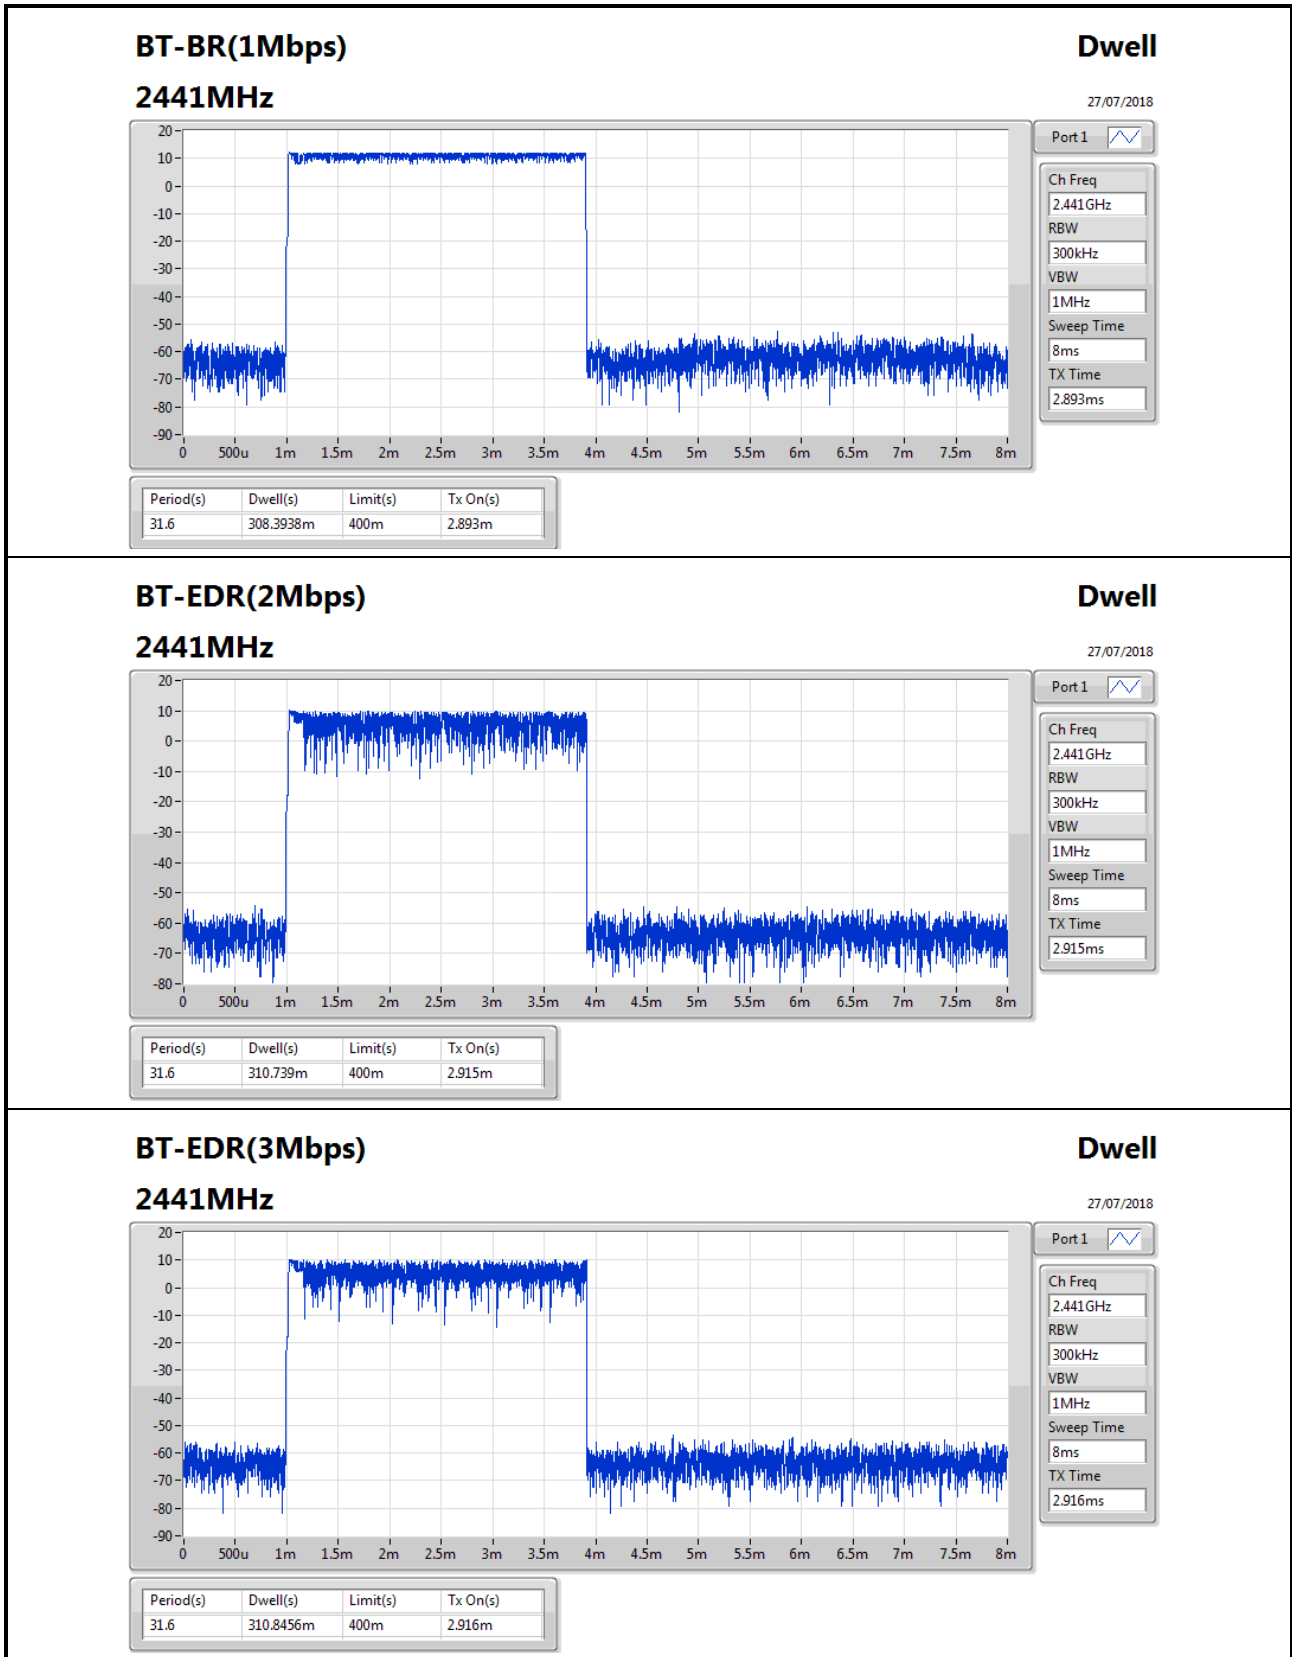 BT-BR(1Mbps) Dwell
2441MHz 27/07/2018
Port 1
20
10
0
-10
-20
-30
-40
-50
-60
-70
-80
-90
0 500u 1m 1.5m 2m 2.5m 3m 3.5m 4m 4.5m 5m 5.5m 6m 6.5m 7m 7.5m 8m
Ch Freq
2.441GHz
RBW
300kHz
VBW
1MHz
Sweep Time
8ms
TX Time
2.893ms
Period(s) Dwell(s) Limit(s) Tx On(s)
31.6 308.3938m 400m 2.893m
BT-EDR(2Mbps) Dwell
2441MHz 27/07/2018
Port 1
20
10
0
-10
-20
-30
-40
-50
-60
-70
-80
0 500u 1m 1.5m 2m 2.5m 3m 3.5m 4m 4.5m 5m 5.5m 6m 6.5m 7m 7.5m 8m
Ch Freq
2.441GHz
RBW
300kHz
VBW
1MHz
Sweep Time
8ms
TX Time
2.915ms
Period(s) Dwell(s) Limit(s) Tx On(s)
31.6 310.739m 400m 2.915m
BT-EDR(3Mbps) Dwell
2441MHz 27/07/2018
Port 1
20
10
0
-10
-20
-30
-40
-50
-60
-70
-80
-90
0 500u 1m 1.5m 2m 2.5m 3m 3.5m 4m 4.5m 5m 5.5m 6m 6.5m 7m 7.5m 8m
Ch Freq
2.441GHz
RBW
300kHz
VBW
1MHz
Sweep Time
8ms
TX Time
2.916ms
Period(s) Dwell(s) Limit(s) Tx On(s)
31.6 310.8456m 400m 2.916m